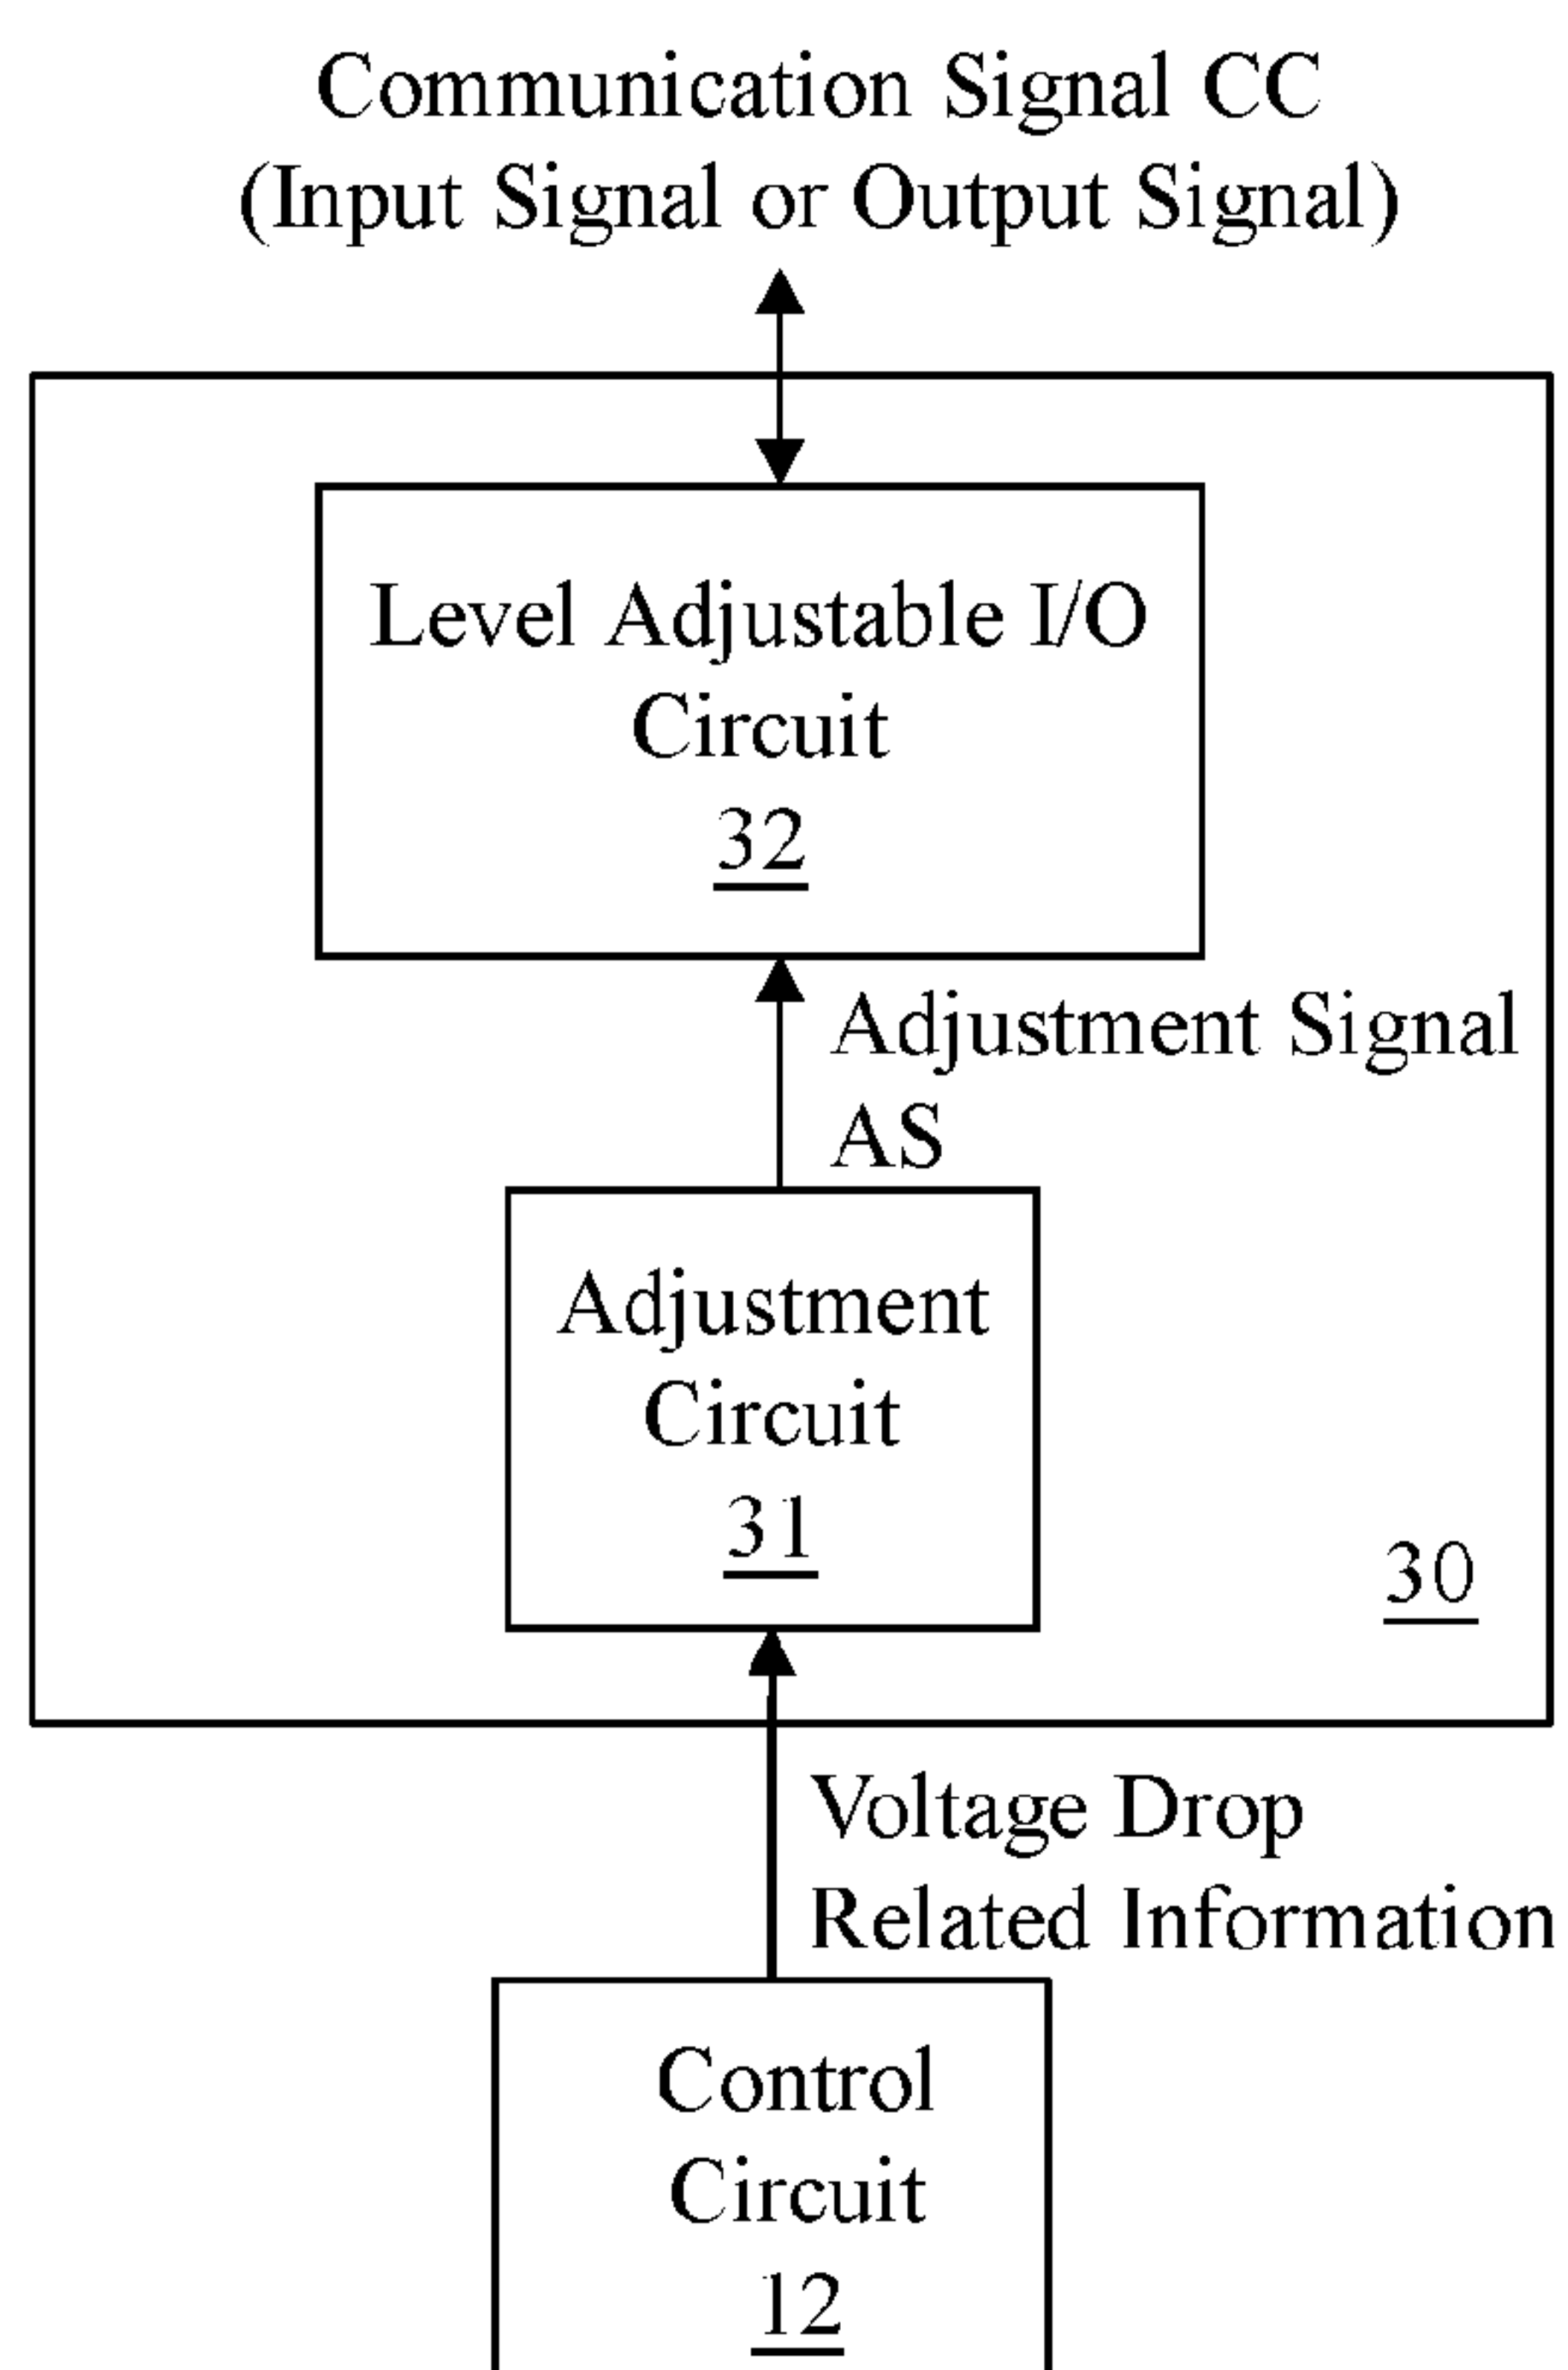 Communication Signal CC
(Input Signal or Output Signal)
Level Adjustable I/O
Circuit
32
Adjustment Signal
AS
Adjustment
Circuit
31
30
Voltage Drop
Related Information
Control
Circuit
12